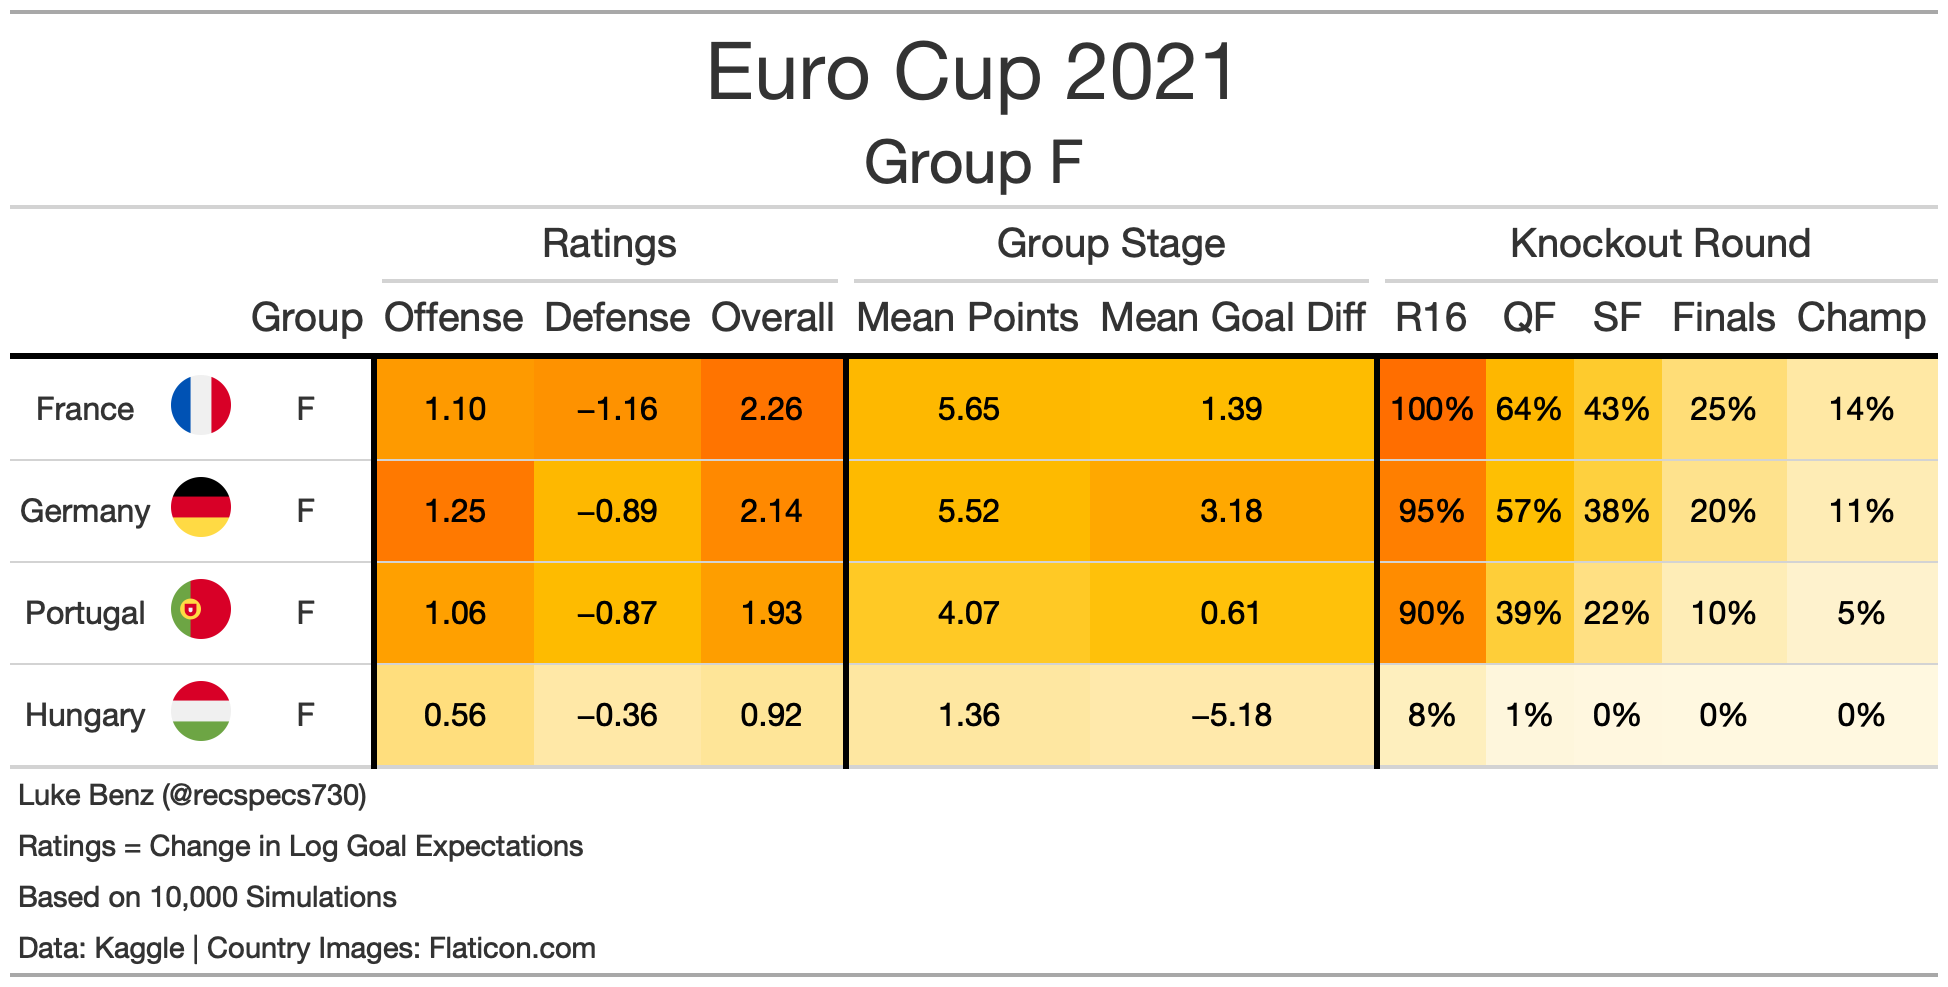 Euro Cup 2021
Group F
Ratings Group Stage Knockout Round
Group Offense Defense Overall Mean Points Mean Goal Diff R16 QF SF Finals Champ
France F 1.10 −1.16 2.26 5.65 1.39 100% 64% 43% 25% 14%
Germany F 1.25 −0.89 2.14 5.52 3.18 95% 57% 38% 20% 11%
Portugal F 1.06 −0.87 1.93 4.07 0.61 90% 39% 22% 10% 5%
Hungary F 0.56 −0.36 0.92 1.36 −5.18 8% 1% 0% 0% 0%
Luke Benz (@recspecs730)
Ratings = Change in Log Goal Expectations
Based on 10,000 Simulations
Data: Kaggle | Country Images: Flaticon.com